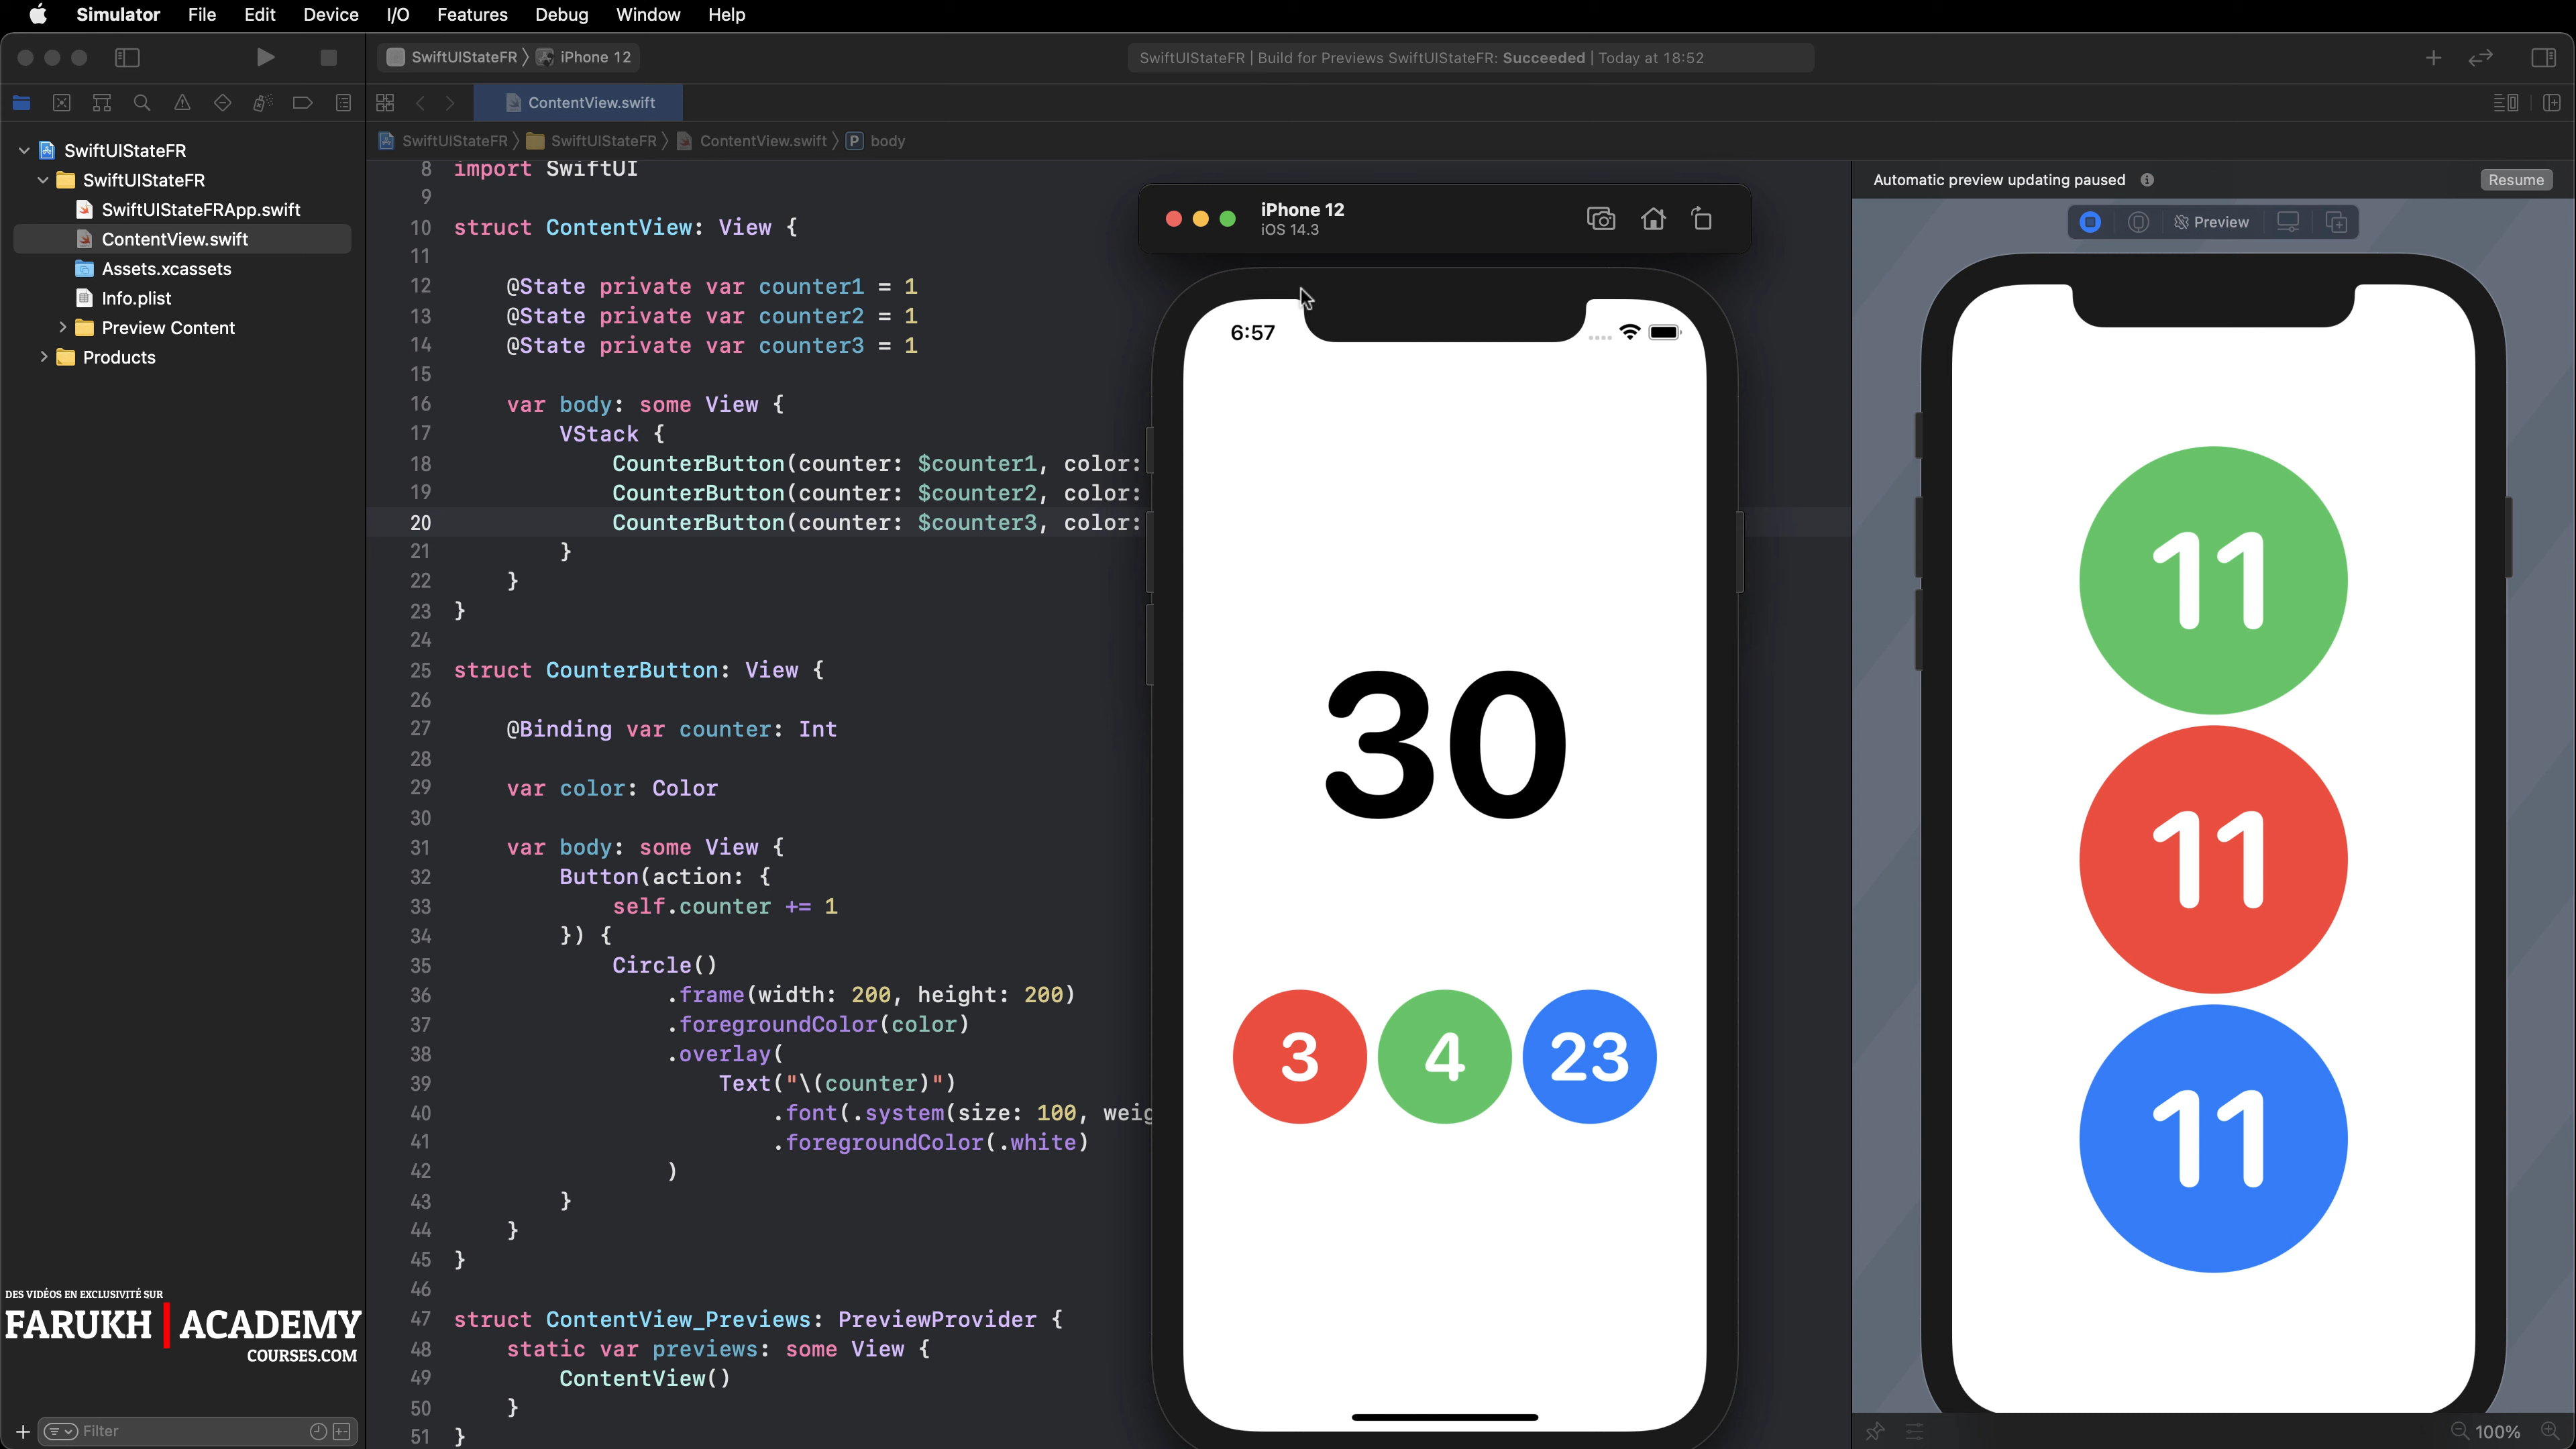 Simulator File Edit Device I/O Features Debug Window Help
SwiftUIStateFR iPhone 12
SwiftUIStateFR | Build for Previews SwiftUIStateFR: Succeeded | Today at 18:52
ContentView.swift
SwiftUIStateFR SwiftUIStateFR ContentView.swift P body
SwiftUIStateFR
SwiftUIStateFR
SwiftUIStateFRApp.swift
ContentView.swift
Assets.xcassets
Info.plist
Preview Content
Products
8 import SwiftUI
9
10 struct ContentView: View {
11
12 @State private var counter1 = 1
13 @State private var counter2 = 1
14 @State private var counter3 = 1
15
16 var body: some View {
17 VStack {
18 CounterButton(counter: $counter1, color:
19 CounterButton(counter: $counter2, color:
20 CounterButton(counter: $counter3, color:
21 }
22 }
23 }
24
25 struct CounterButton: View {
26
27 @Binding var counter: Int
28
29 var color: Color
30
31 var body: some View {
32 Button(action: {
33 self.counter += 1
34 }) {
35 Circle()
36 .frame(width: 200, height: 200)
37 .foregroundColor(color)
38 .overlay(
39 Text("\(counter)")
40 .font(.system(size: 100, weig
41 .foregroundColor(.white)
42 )
43 }
44 }
45 }
46
47 struct ContentView_Previews: PreviewProvider {
48 static var previews: some View {
49 ContentView()
50 }
51 }
iPhone 12
iOS 14.3
6:57
30
3 4 23
Automatic preview updating paused
Resume
Preview
11
11
11
100%
DES VIDÉOS EN EXCLUSIVITÉ SUR
FARUKH | ACADEMY
COURSES.COM
Filter